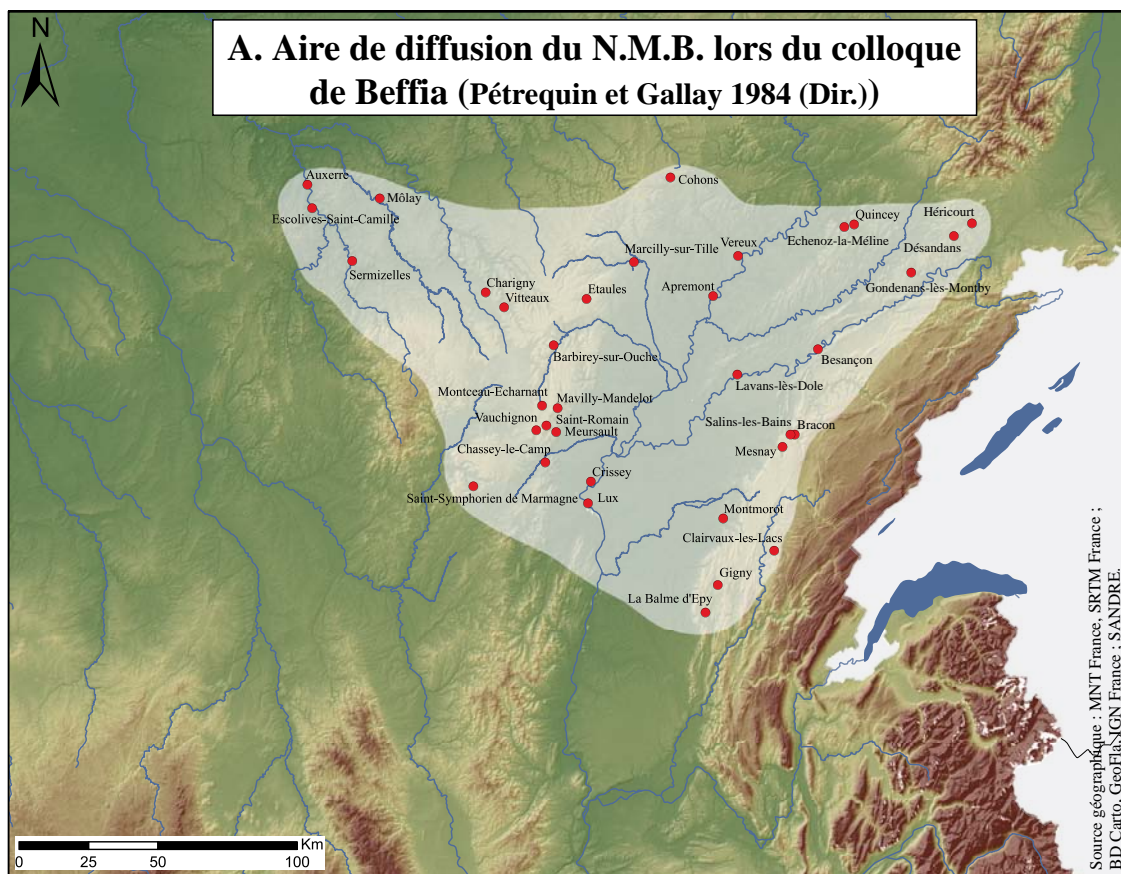 N
A. Aire de diffusion du N.M.B. lors du colloque
de Beffia (Pétrequin et Gallay 1984 (Dir.))
Auxerre
Cohons
Môlay
Escolives-Saint-Camille
Quincey
Héricourt
Echenoz-la-Méline
Désandans
Marcilly-sur-Tille
Vereux
Sermizelles
Gondenans-lès-Montby
Charigny
Etaules
Apremont
Vitteaux
Barbirey-sur-Ouche
Besançon
Lavans-lès-Dole
Montceau-Echarnant
Mavilly-Mandelot
Vauchignon
Saint-Romain
Salins-les-Bains
Bracon
Meursault
Chassey-le-Camp
Mesnay
Crissey
Saint-Symphorien de Marmagne
Lux
Montmorot
Clairvaux-les-Lacs
Gigny
La Balme d'Epy
Km
0 25 50 100
Source géographique : MNT France, SRTM France ;
BD Carto, GeoFla, IGN France ; SANDRE.